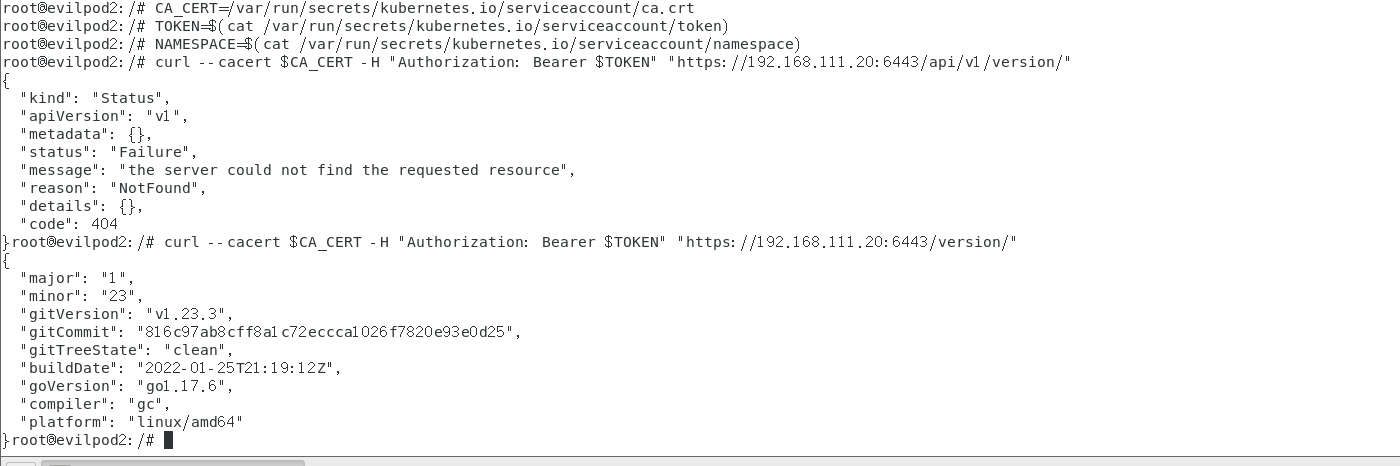 root@evilpod2:/# CA_CERT=/var/run/secrets/kubernetes.io/serviceaccount/ca.crt
root@evilpod2:/# TOKEN=$(cat /var/run/secrets/kubernetes.io/serviceaccount/token)
root@evilpod2:/# NAMESPACE=$(cat /var/run/secrets/kubernetes.io/serviceaccount/namespace)
root@evilpod2:/# curl --cacert $CA_CERT -H "Authorization: Bearer $TOKEN" "https://192.168.111.20:6443/api/v1/version/"
{
  "kind": "Status",
  "apiVersion": "v1",
  "metadata": {},
  "status": "Failure",
  "message": "the server could not find the requested resource",
  "reason": "NotFound",
  "details": {},
  "code": 404
}root@evilpod2:/# curl --cacert $CA_CERT -H "Authorization: Bearer $TOKEN" "https://192.168.111.20:6443/version/"
{
  "major": "1",
  "minor": "23",
  "gitVersion": "v1.23.3",
  "gitCommit": "816c97ab8cff8a1c72eccca1026f7820e93e0d25",
  "gitTreeState": "clean",
  "buildDate": "2022-01-25T21:19:12Z",
  "goVersion": "go1.17.6",
  "compiler": "gc",
  "platform": "linux/amd64"
}root@evilpod2:/#